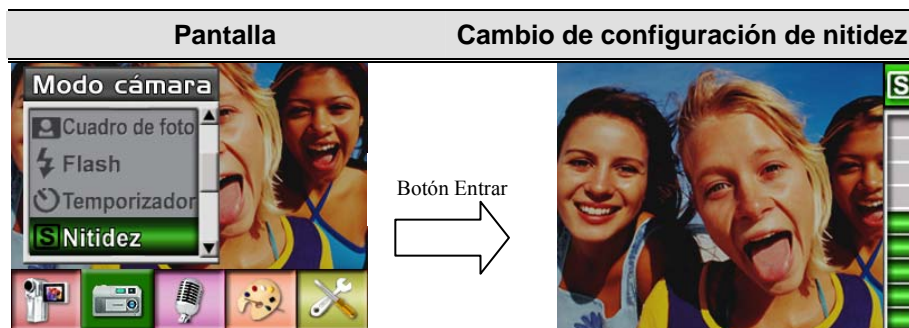 Pantalla
Cambio de configuración de nitidez
Modo cámara
Cuadro de foto
Flash
Temporizador
S Nitidez
Botón Entrar
S